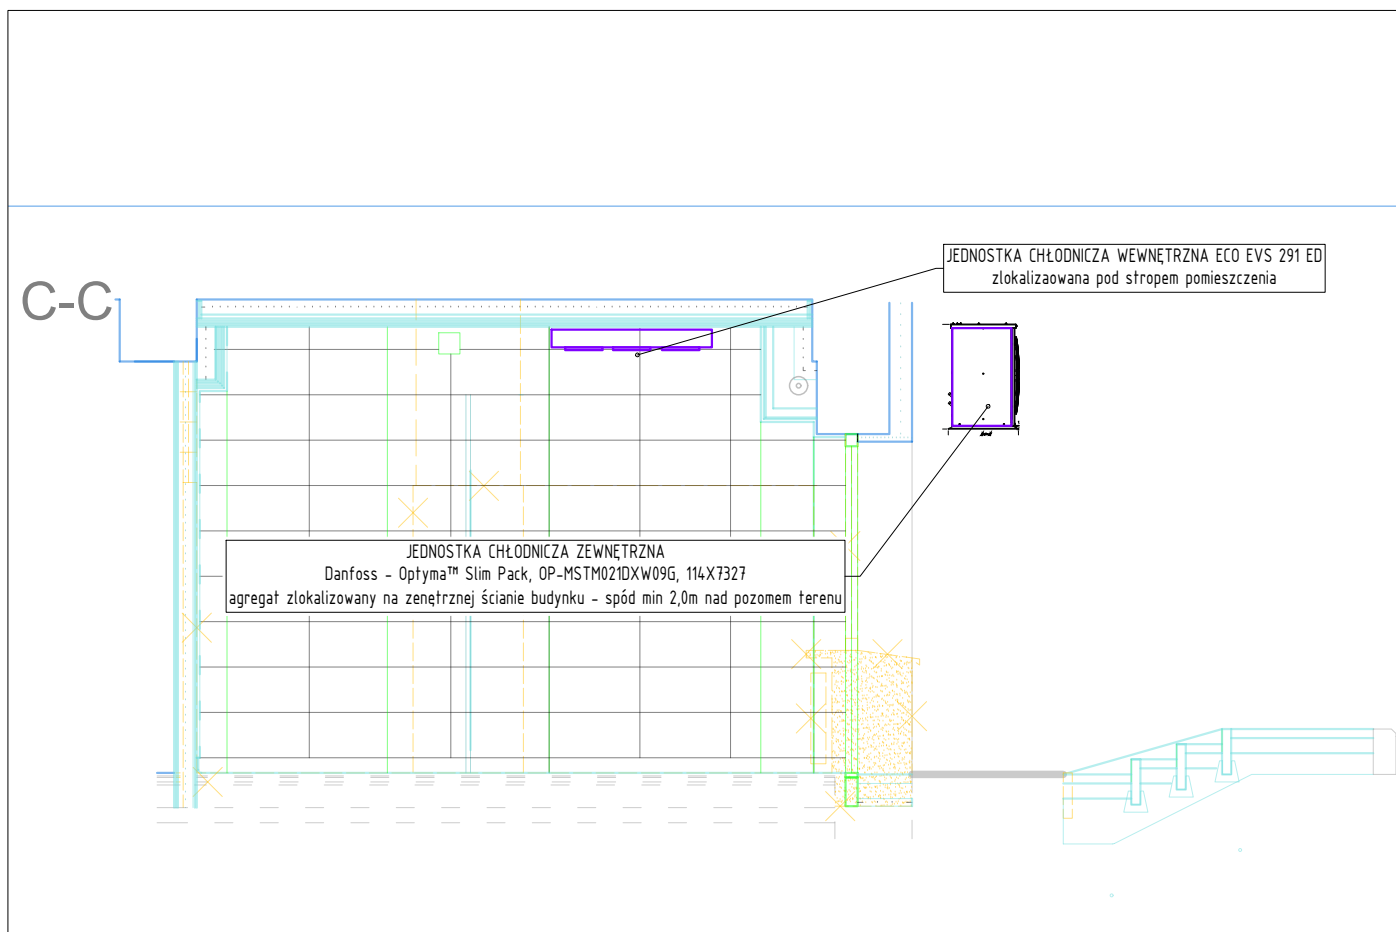 JEDNOSTKA CHŁODNICZA WEWNĘTRZNA ECO EVS 291 ED
zlokalizaowana pod stropem pomieszczenia
C-C
JEDNOSTKA CHŁODNICZA ZEWNĘTRZNA
Danfoss - Optyma™ Slim Pack, OP-MSTM021DXW09G, 114X7327
agregat zlokalizowany na zenętrznej ścianie budynku - spód min 2,0m nad pozomem terenu